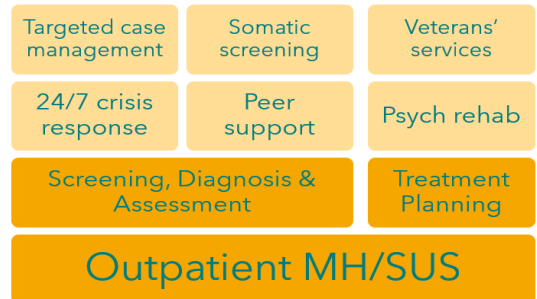 Targeted case
management
Somatic
screening
Veterans’
services
24/7 crisis
response
Peer
support
Psych rehab
Screening, Diagnosis &
Assessment
Treatment
Planning
Outpatient MH/SUS